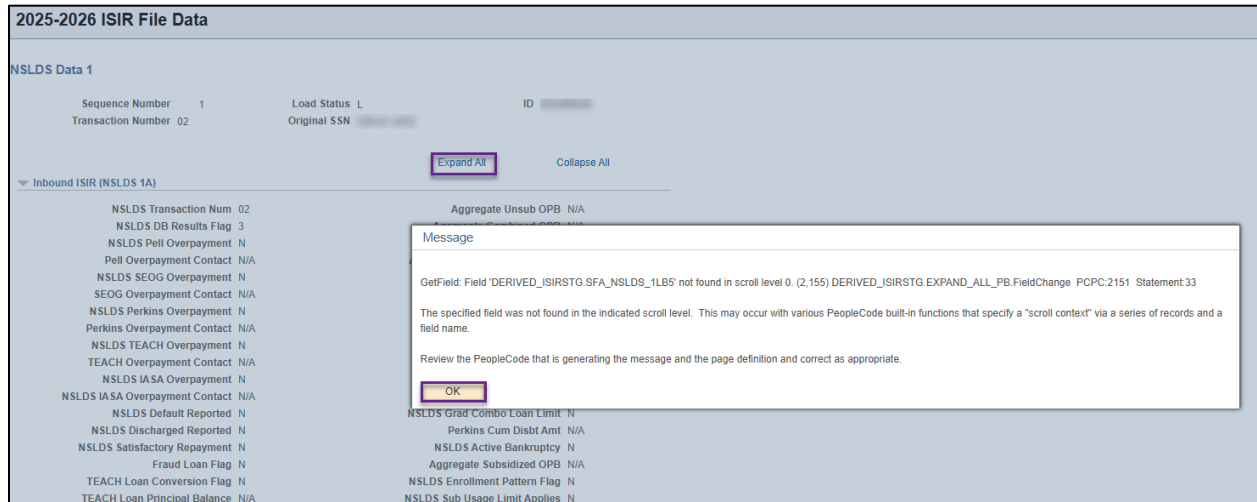 2025-2026 ISIR File Data
NSLDS Data 1
Sequence Number 1 Load Status L ID
Transaction Number 02 Original SSN
Expand All Collapse All
Inbound ISIR (NSLDS 1A)
NSLDS Transaction Num 02 Aggregate Unsub OPB N/A
NSLDS DB Results Flag 3
NSLDS Pell Overpayment N
Pell Overpayment Contact N/A
NSLDS SEOG Overpayment N
SEOG Overpayment Contact N/A
NSLDS Perkins Overpayment N
Perkins Overpayment Contact N/A
NSLDS TEACH Overpayment N
TEACH Overpayment Contact N/A
NSLDS IASA Overpayment N
NSLDS IASA Overpayment Contact N/A
Message
GetField: Field 'DERIVED_ISIRSTG.SFA_NSLDS_1LB5' not found in scroll level 0. (2,155) DERIVED_ISIRSTG.EXPAND_ALL_PB.FieldChange PCPC:2151 Statement:33
The specified field was not found in the indicated scroll level. This may occur with various PeopleCode built-in functions that specify a "scroll context" via a series of records and a
field name.
Review the PeopleCode that is generating the message and the page definition and correct as appropriate.
OK
NSLDS Default Reported N NSLDS Grad Combo Loan Limit N
NSLDS Discharged Reported N Perkins Cum Disbt Amt N/A
NSLDS Satisfactory Repayment N NSLDS Active Bankruptcy N
Fraud Loan Flag N Aggregate Subsidized OPB N/A
TEACH Loan Conversion Flag N NSLDS Enrollment Pattern Flag N
TEACH Loan Principal Balance N/A NSLDS Sub Usage Limit Applies N